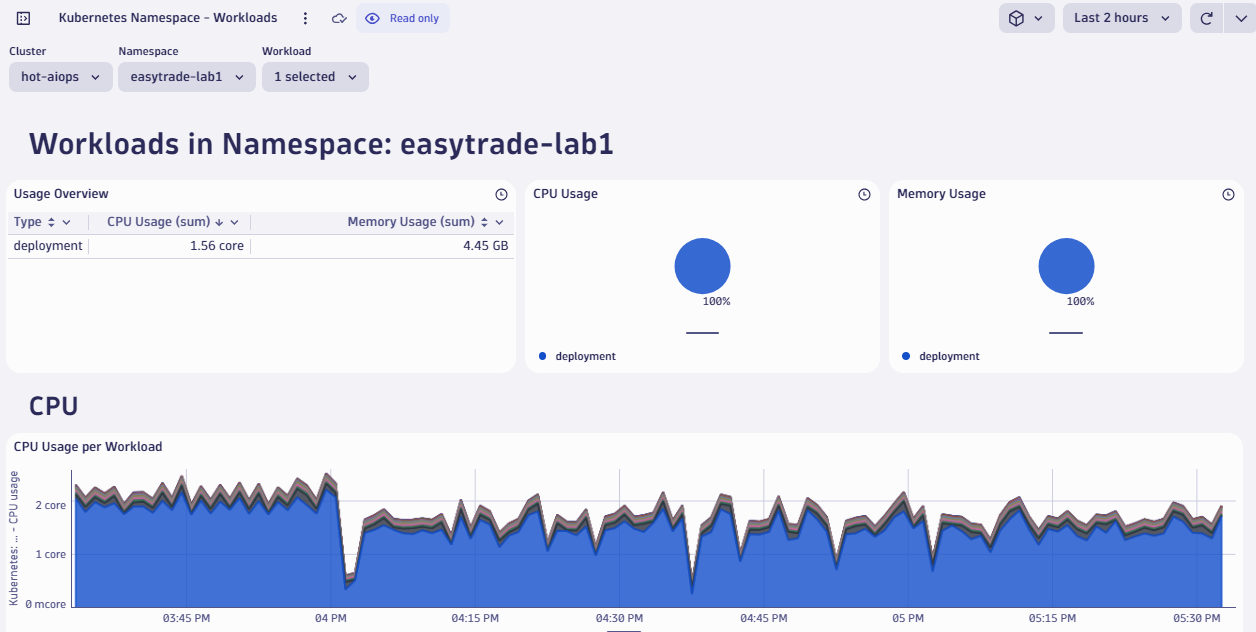 Kubernetes Namespace - Workloads
Read only
Last 2 hours
Cluster Namespace Workload
hot-aiops easytrade-lab1 1 selected
Workloads in Namespace: easytrade-lab1
Usage Overview
Type CPU Usage (sum) Memory Usage (sum)
deployment 1.56 core 4.45 GB
CPU Usage
100%
deployment
Memory Usage
100%
deployment
CPU
CPU Usage per Workload
Kubernetes: ... - CPU usage
2 core
1 core
0 mcore
03:45 PM 04 PM 04:15 PM 04:30 PM 04:45 PM 05 PM 05:15 PM 05:30 PM